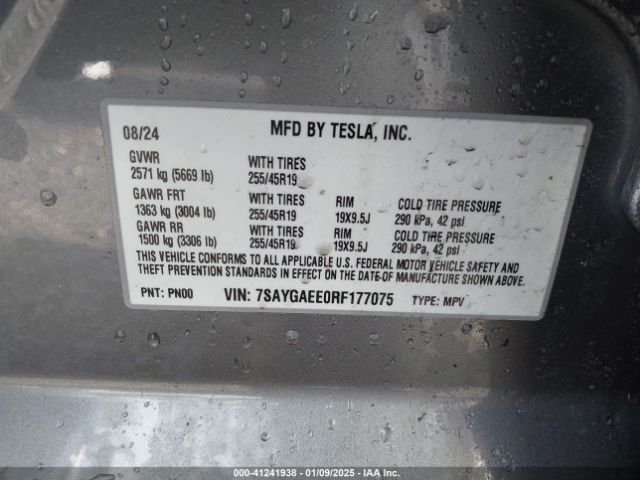 08/24 MFD BY TESLA, INC.
GVWR WITH TIRES
2571 kg (5669 lb) 255/45R19
GAWR FRT WITH TIRES RIM COLD TIRE PRESSURE
1363 kg (3004 lb) 255/45R19 19X9.5J 290 kPa, 42 psi
GAWR RR WITH TIRES RIM COLD TIRE PRESSURE
1500 kg (3306 lb) 255/45R19 19X9.5J 290 kPa, 42 psi
THIS VEHICLE CONFORMS TO ALL APPLICABLE U.S. FEDERAL MOTOR VEHICLE SAFETY AND
THEFT PREVENTION STANDARDS IN EFFECT ON THE DATE OF MANUFACTURE SHOWN ABOVE.
PNT: PN00 VIN: 7SAYGAEE0RF177075 TYPE: MPV
000-41241938 - 01/09/2025 - IAA Inc.